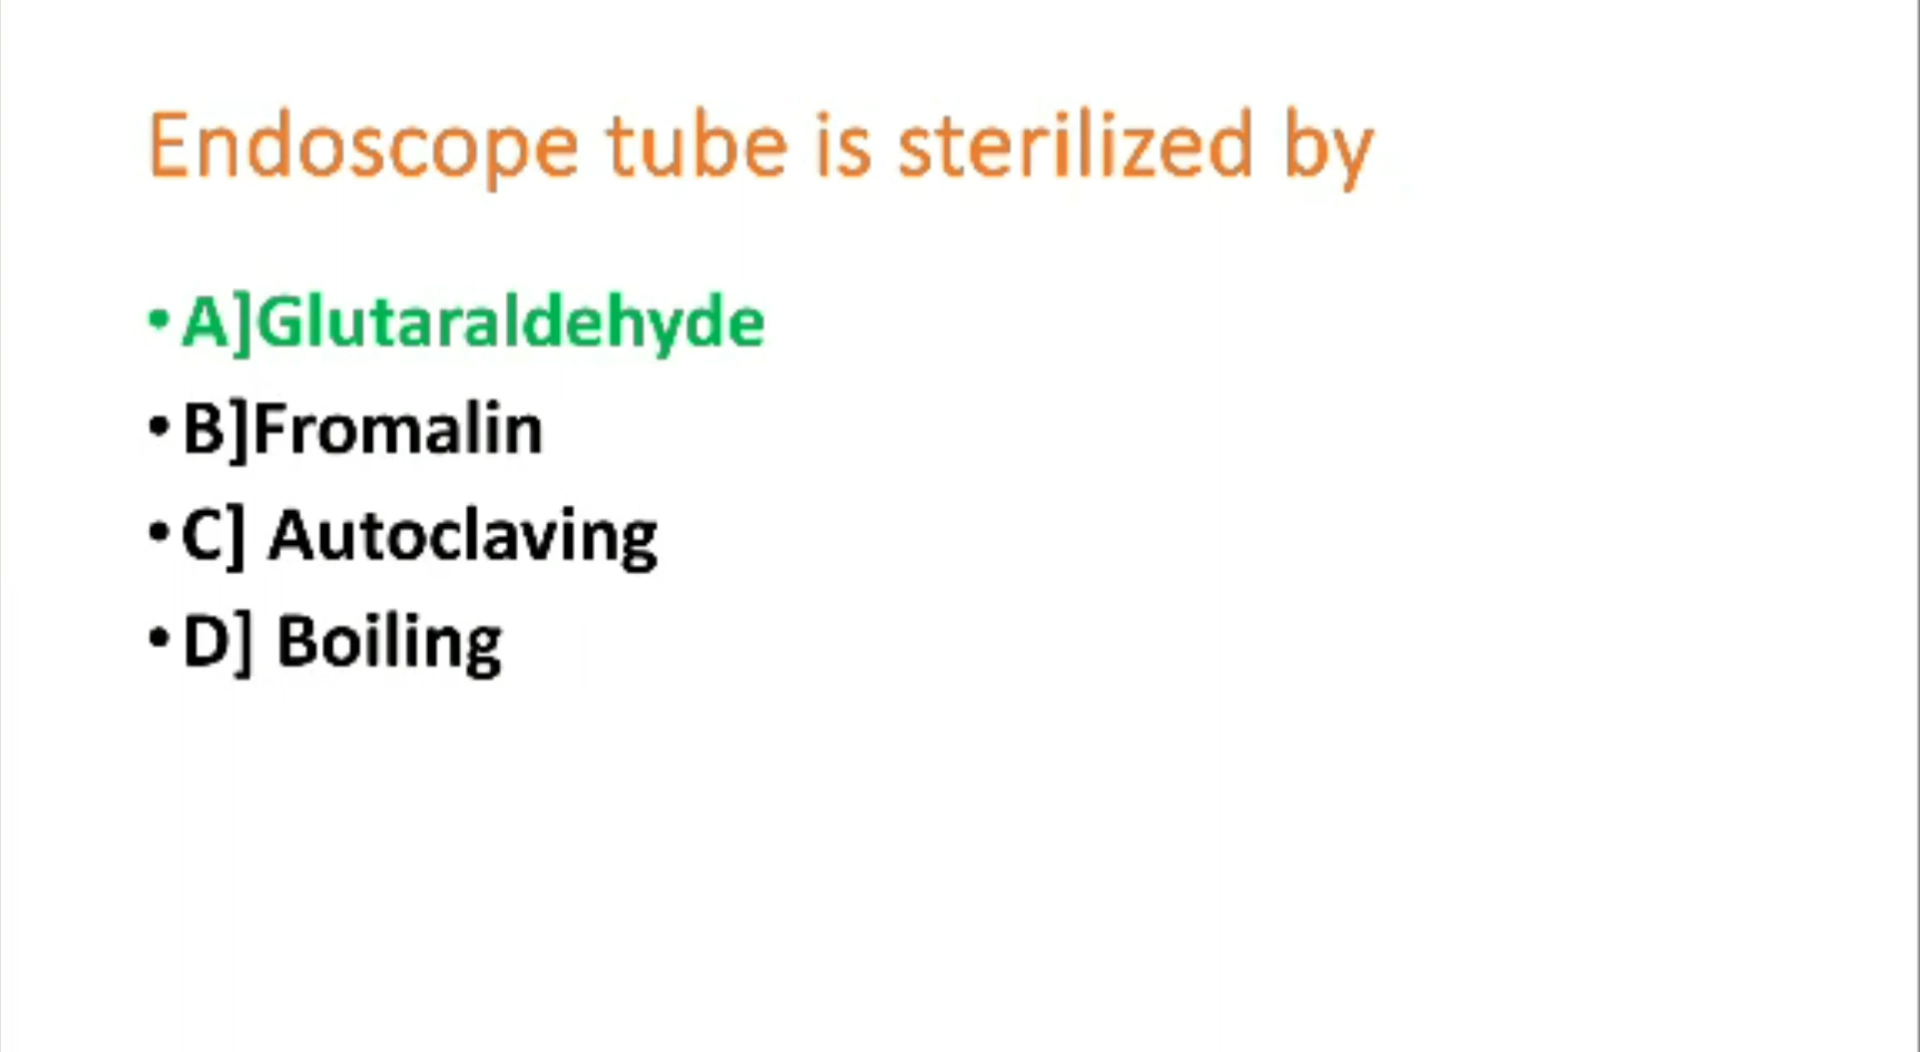 Endoscope tube is sterilized by
•A]Glutaraldehyde
•B]Fromalin
•C] Autoclaving
•D] Boiling